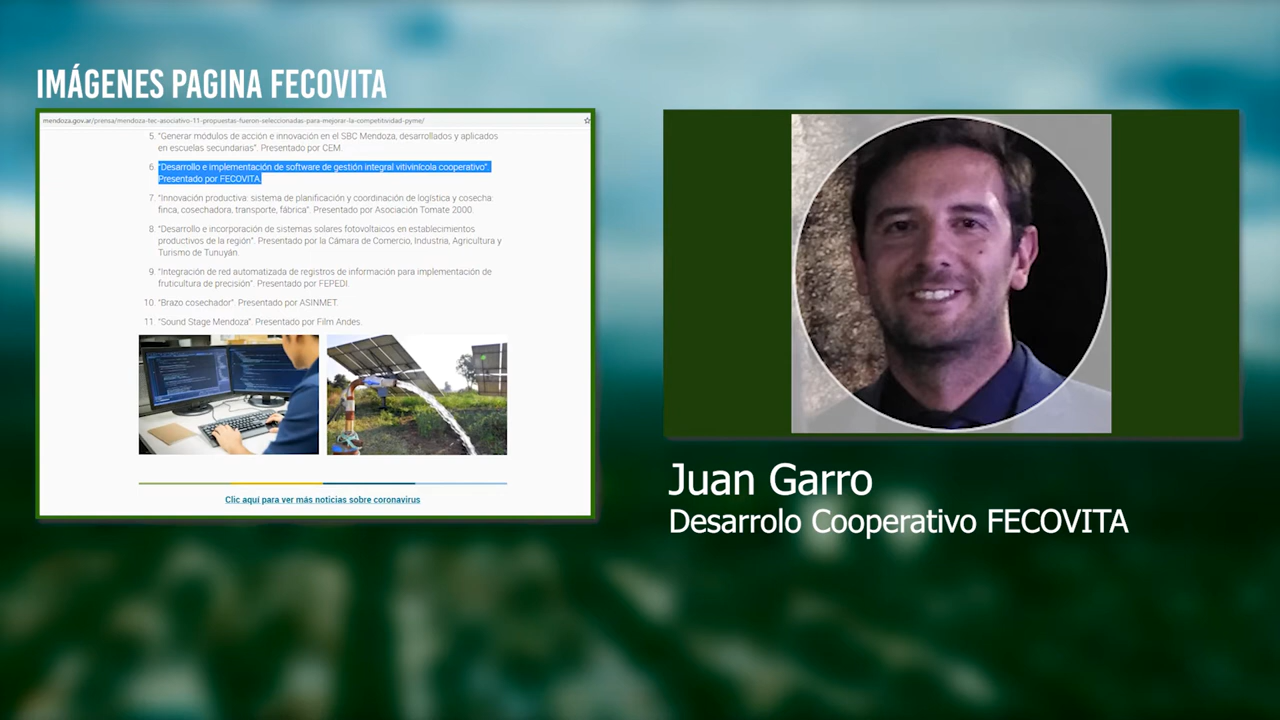 IMÁGENES PAGINA FECOVITA
mendoza.gov.ar/prensa/mendoza-tec-asociativo-11-propuestas-fueron-seleccionadas-para-mejorar-la-competitividad-pyme/
5. "Generar módulos de acción e innovación en el SBC Mendoza, desarrollados y aplicados
en escuelas secundarias". Presentado por CEM.
6. "Desarrollo e implementación de software de gestión integral vitivinícola cooperativo".
Presentado por FECOVITA.
7. "Innovación productiva: sistema de planificación y coordinación de logística y cosecha:
finca, cosechadora, transporte, fábrica". Presentado por Asociación Tomate 2000.
8. "Desarrollo e incorporación de sistemas solares fotovoltaicos en establecimientos
productivos de la región". Presentado por la Cámara de Comercio, Industria, Agricultura y
Turismo de Tunuyán.
9. "Integración de red automatizada de registros de información para implementación de
fruticultura de precisión". Presentado por FEPEDI.
10. "Brazo cosechador". Presentado por ASINMET.
11. "Sound Stage Mendoza". Presentado por Film Andes.
Clic aquí para ver más noticias sobre coronavirus
Juan Garro
Desarrolo Cooperativo FECOVITA